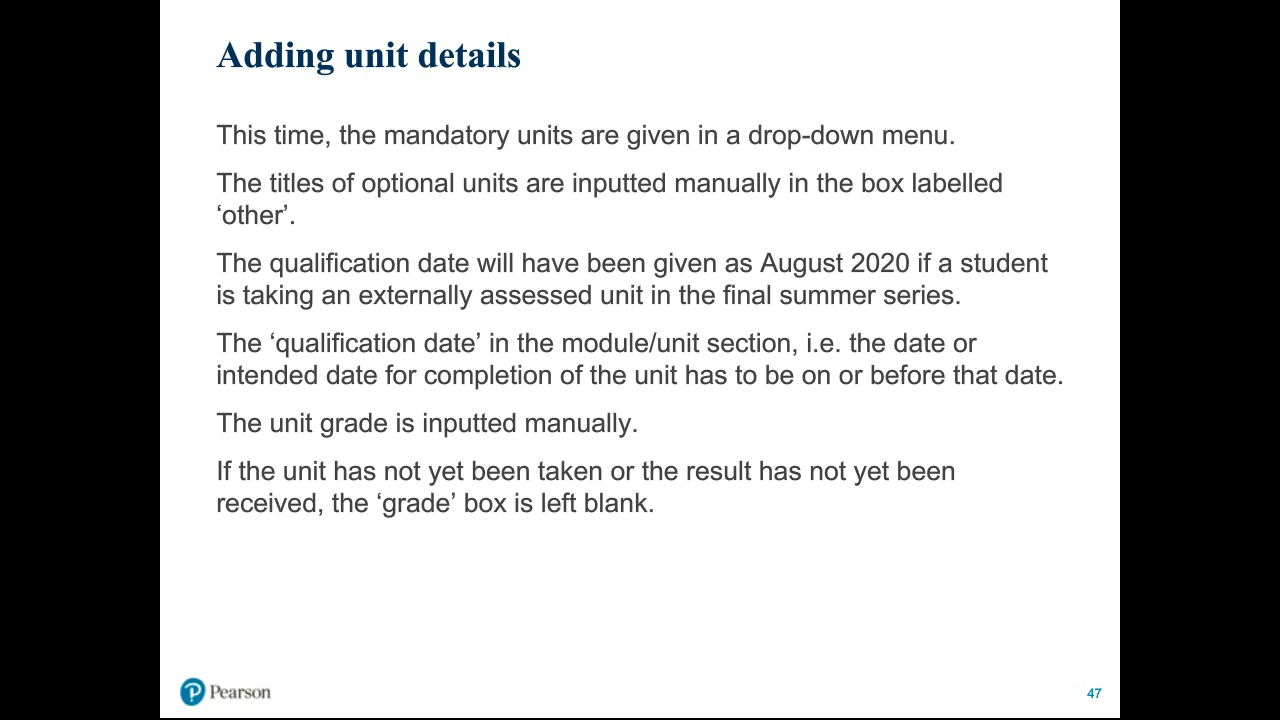 Adding unit details
This time, the mandatory units are given in a drop-down menu.
The titles of optional units are inputted manually in the box labelled
‘other’.
The qualification date will have been given as August 2020 if a student
is taking an externally assessed unit in the final summer series.
The ‘qualification date’ in the module/unit section, i.e. the date or
intended date for completion of the unit has to be on or before that date.
The unit grade is inputted manually.
If the unit has not yet been taken or the result has not yet been
received, the ‘grade’ box is left blank.
Pearson
47